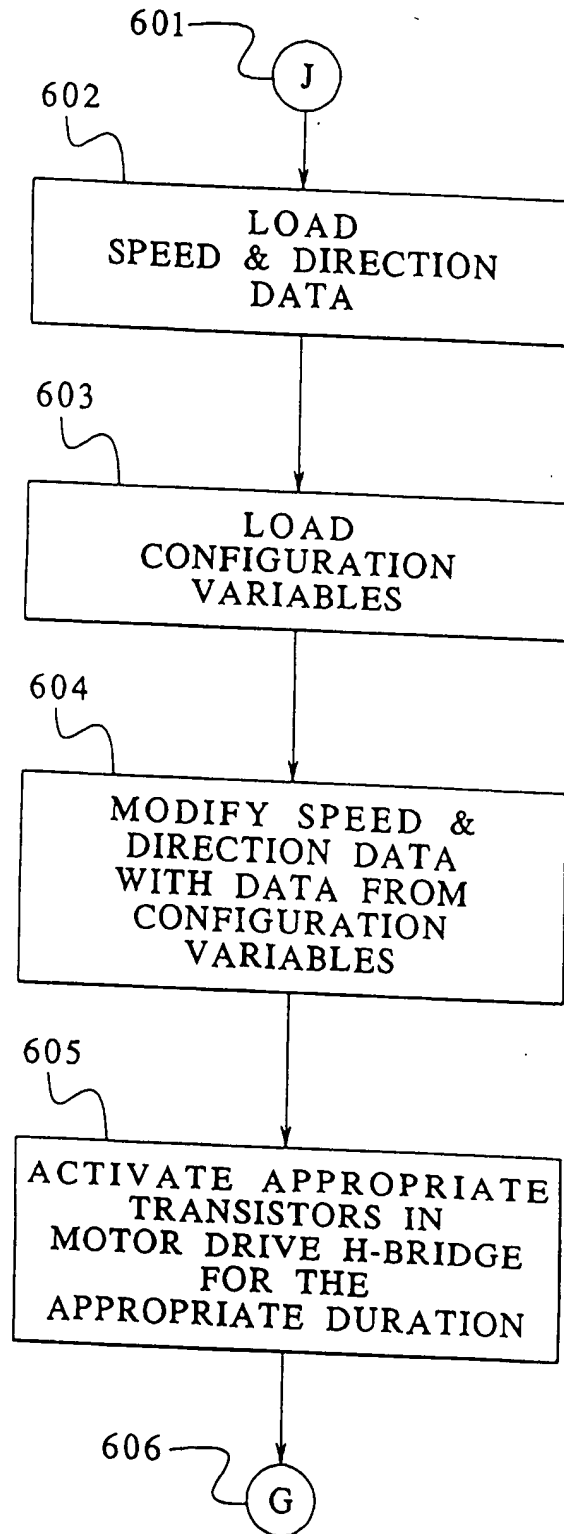 601
J
602
LOAD
SPEED & DIRECTION
DATA
603
LOAD
CONFIGURATION
VARIABLES
604
MODIFY SPEED &
DIRECTION DATA
WITH DATA FROM
CONFIGURATION
VARIABLES
605
ACTIVATE APPROPRIATE
TRANSISTORS IN
MOTOR DRIVE H-BRIDGE
FOR THE
APPROPRIATE DURATION
606
G